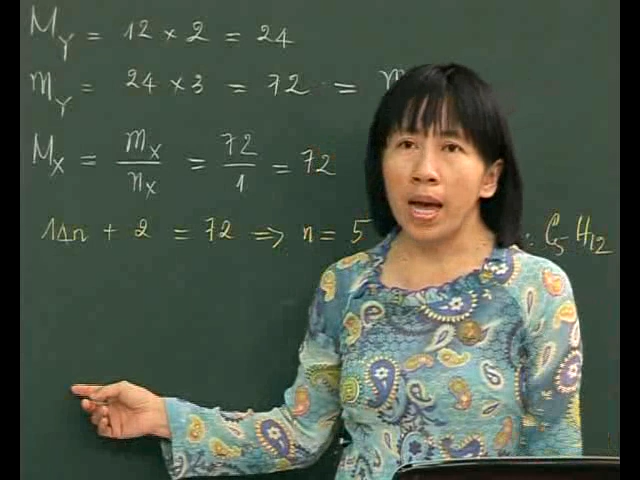 M_Y = 12 × 2 = 24
m_Y = 24 × 3 = 72 = m
M_X = m_X / n_X = 72 / 1 = 72
14n + 2 = 72 ⇒ n = 5 : C₅H₁₂